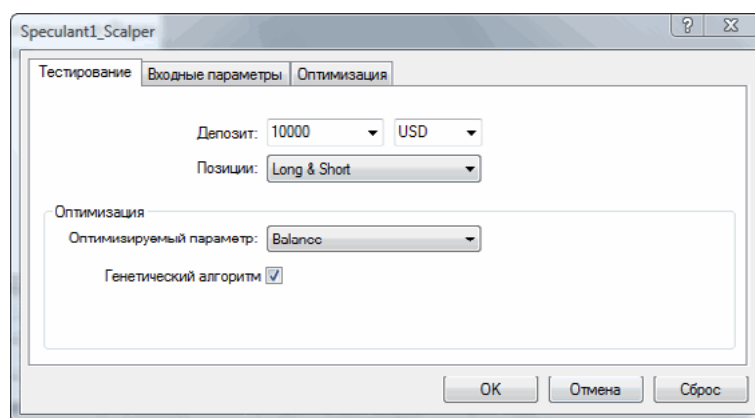 Speculant1_Scalper
Тестирование Входные параметры Оптимизация
Депозит: 10000 USD
Позиции: Long & Short
Оптимизация
Оптимизируемый параметр: Balance
Генетический алгоритм
OK Отмена Сброс